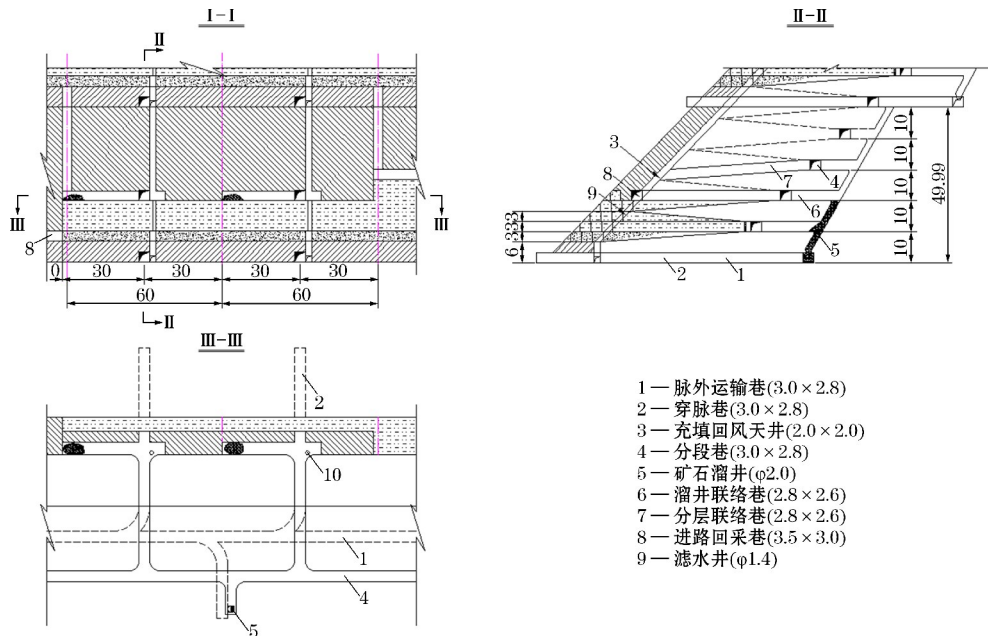 I-I
II
II-II
III
III
8
0
30
30
30
30
60
60
II
III-III
2
10
1
4
5
3
8
9
7
4
6
5
2
1
6
3
3
3
10
10
10
10
10
49.99
1—脉外运输巷(3.0×2.8)
2—穿脉巷(3.0×2.8)
3—充填回风天井(2.0×2.0)
4—分段巷(3.0×2.8)
5—矿石溜井(φ2.0)
6—溜井联络巷(2.8×2.6)
7—分层联络巷(2.8×2.6)
8—进路回采巷(3.5×3.0)
9—滤水井(φ1.4)